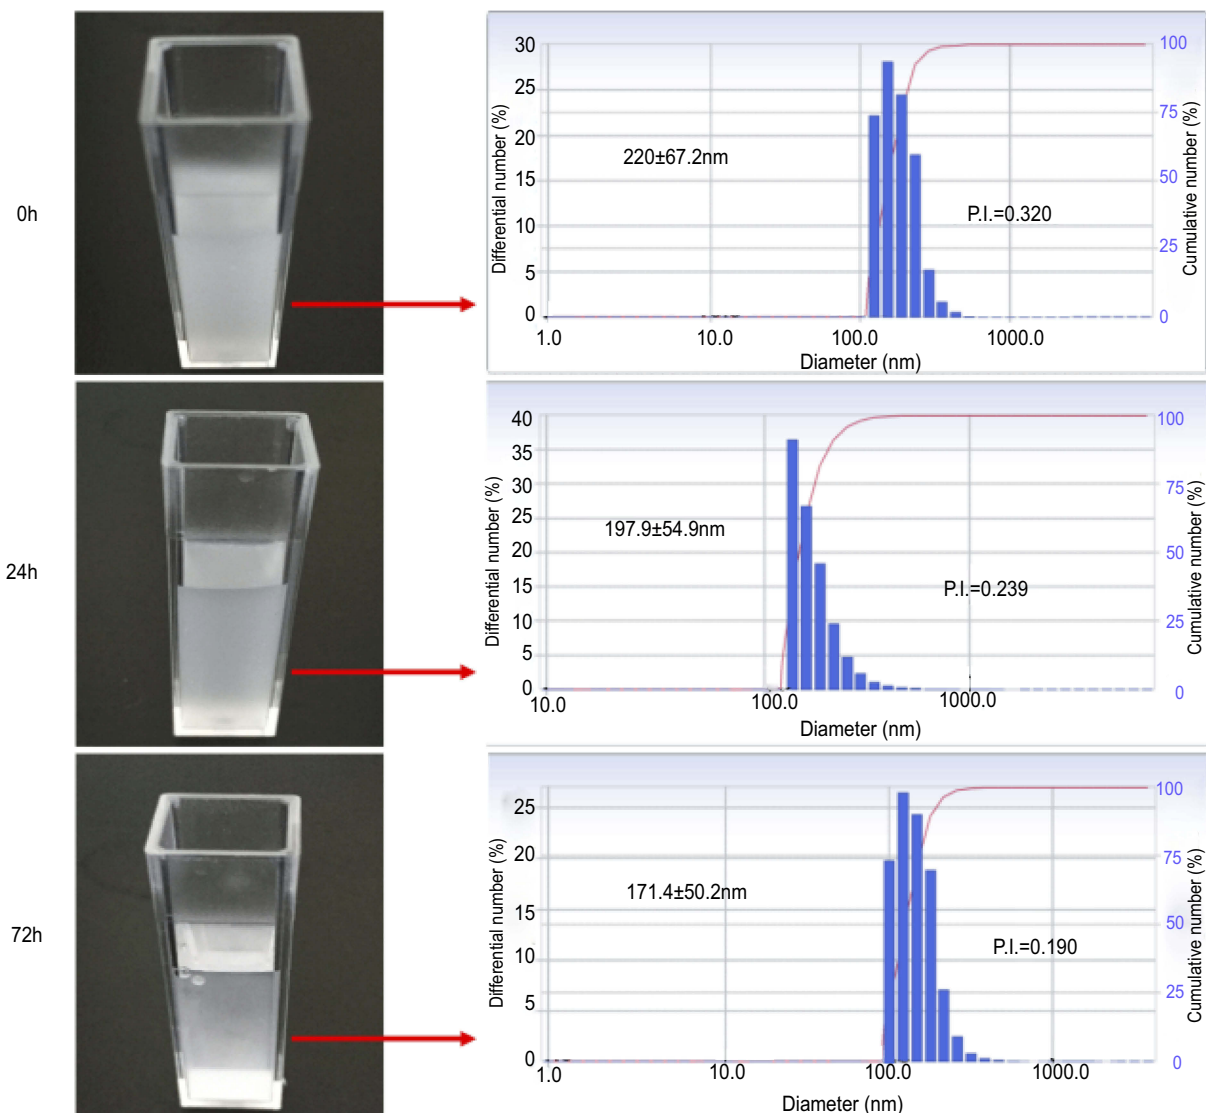 0h
Differential number (%)
30
25
20
15
10
5
0
220±67.2nm
P.I.=0.320
100
75
50
25
0
Cumulative number (%)
1.0
10.0
100.0
1000.0
Diameter (nm)
24h
Differential number (%)
40
35
30
25
20
15
10
5
0
197.9±54.9nm
P.I.=0.239
100
75
50
25
0
Cumulative number (%)
10.0
100.0
1000.0
Diameter (nm)
72h
Differential number (%)
25
20
15
10
5
0
171.4±50.2nm
P.I.=0.190
100
75
50
25
0
Cumulative number (%)
1.0
10.0
100.0
1000.0
Diameter (nm)